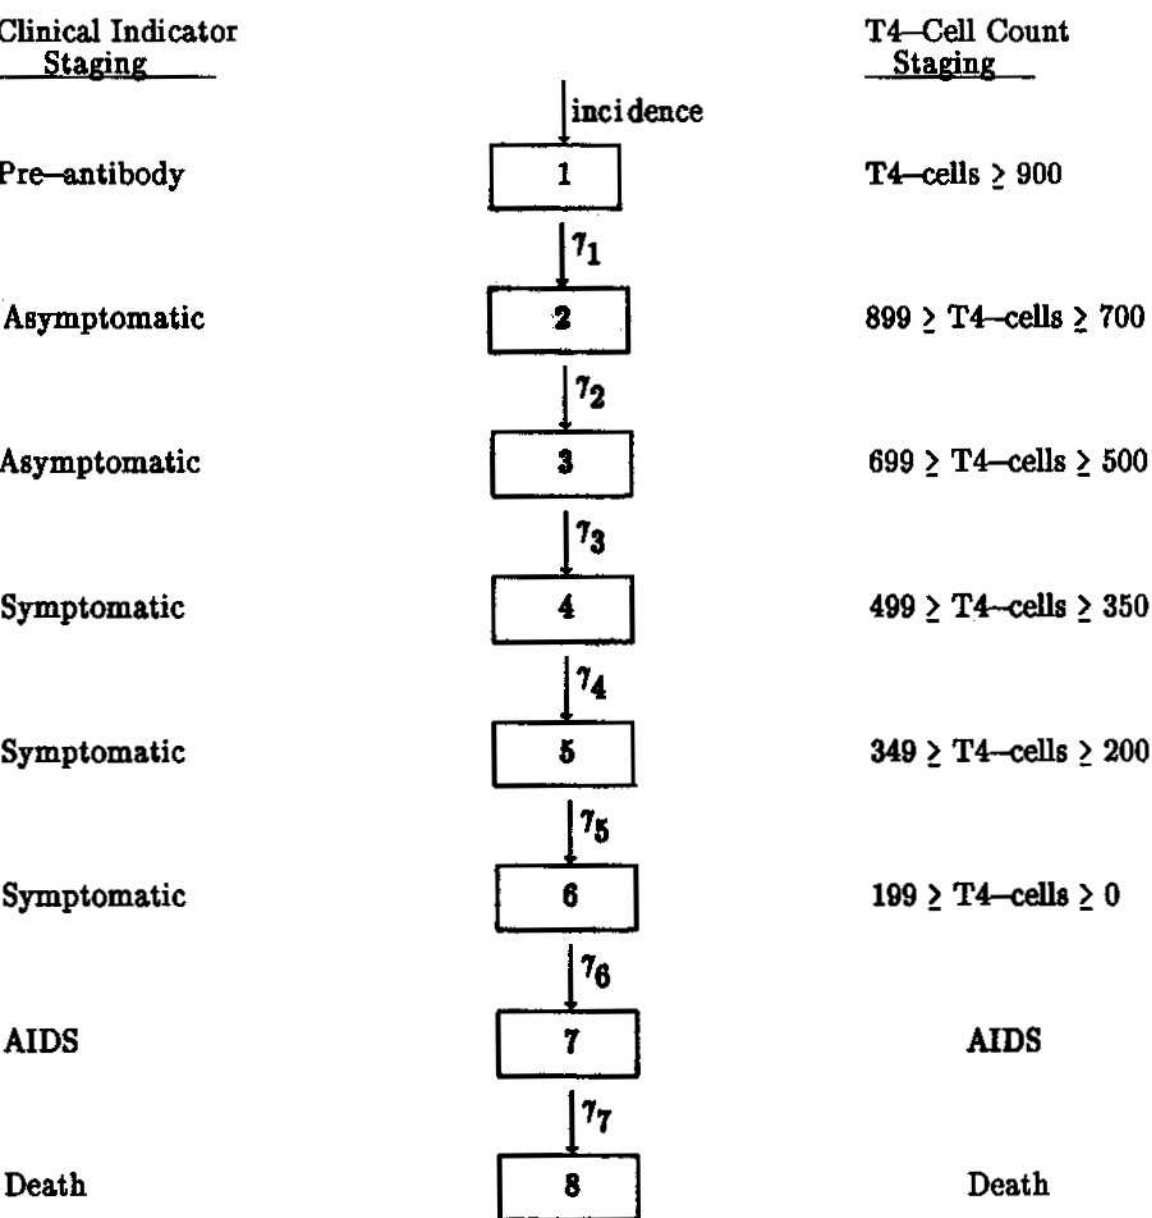 Clinical Indicator
Staging
T4–Cell Count
Staging
incidence
Pre–antibody
1
T4–cells ≥ 900
γ1
Asymptomatic
2
899 ≥ T4–cells ≥ 700
γ2
Asymptomatic
3
699 ≥ T4–cells ≥ 500
γ3
Symptomatic
4
499 ≥ T4–cells ≥ 350
γ4
Symptomatic
5
349 ≥ T4–cells ≥ 200
γ5
Symptomatic
6
199 ≥ T4–cells ≥ 0
γ6
AIDS
7
AIDS
γ7
Death
8
Death